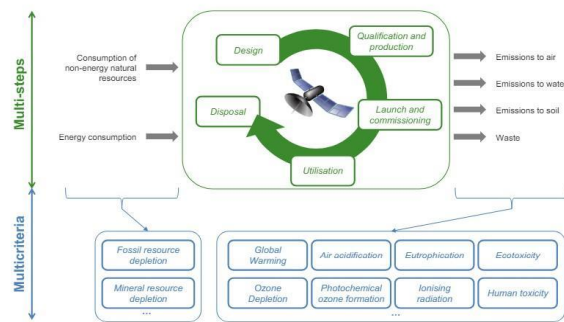 Multi-steps
Consumption of
non-energy natural
resources
Energy consumption
Design
Qualification and
production
Launch and
commissioning
Utilisation
Disposal
Emissions to air
Emissions to wate
Emissions to soil
Waste
Multicriteria
Fossil resource
depletion
Mineral resource
depletion
...
Global
Warming
Air acidification
Eutrophication
Ecotoxicity
Ozone
Depletion
Photochemical
ozone formation
Ionising
radiation
Human toxicity
...